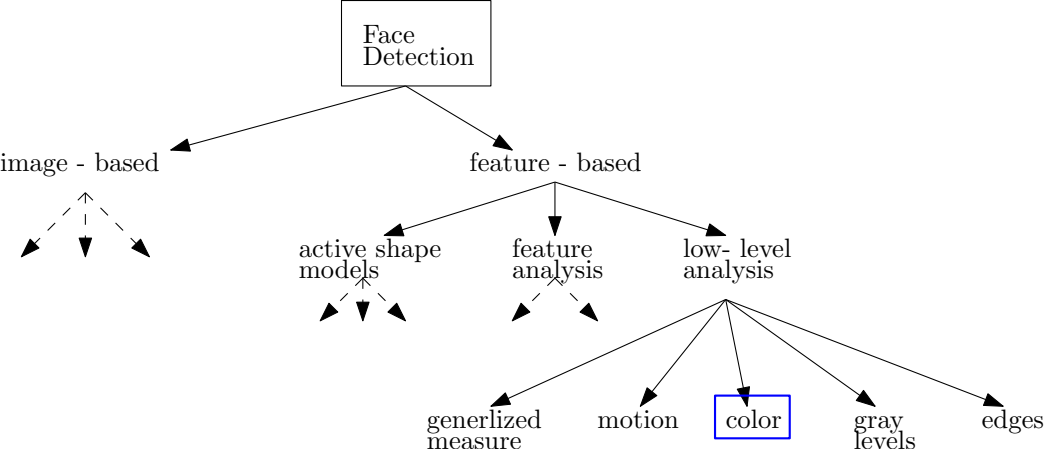 Face
Detection
image - based
feature - based
active shape
models
feature
analysis
low- level
analysis
generlized
measure
motion
color
gray
levels
edges